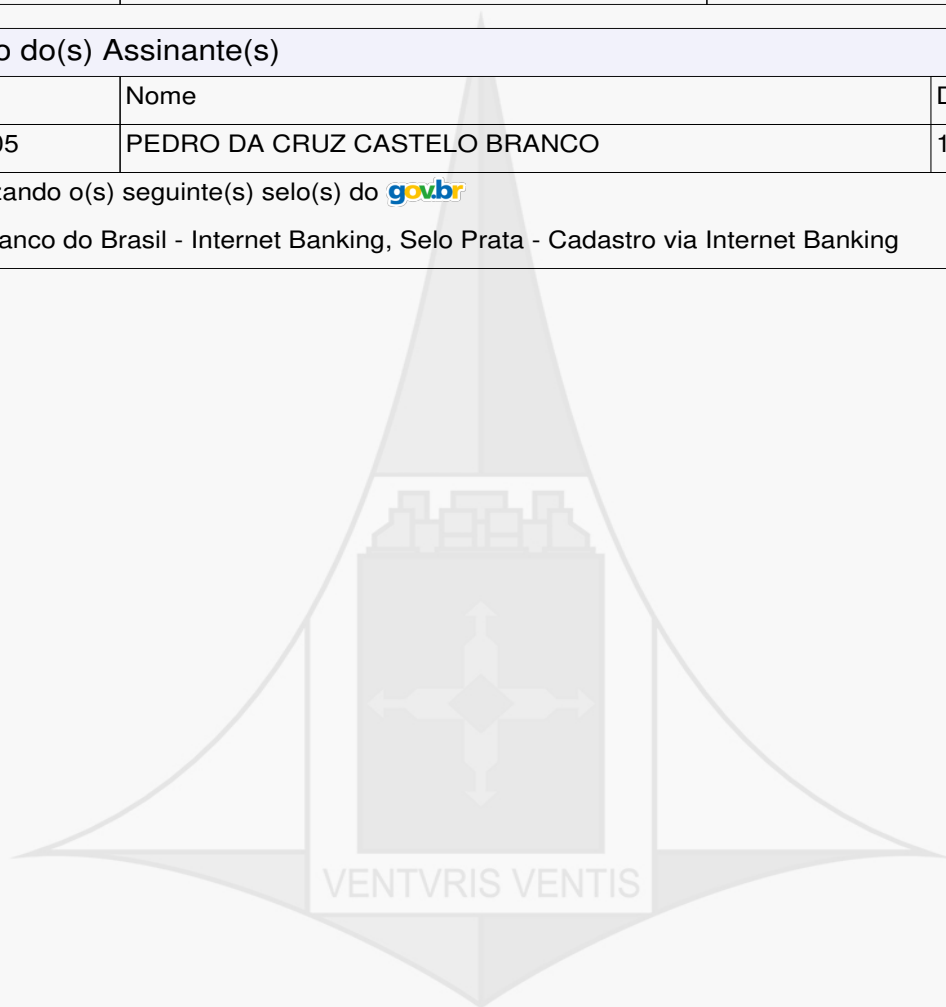 o do(s) Assinante(s)
Nome
05 PEDRO DA CRUZ CASTELO BRANCO 1
ando o(s) seguinte(s) selo(s) do gov.br
anco do Brasil - Internet Banking, Selo Prata - Cadastro via Internet Banking
VENTVRIS VENTIS